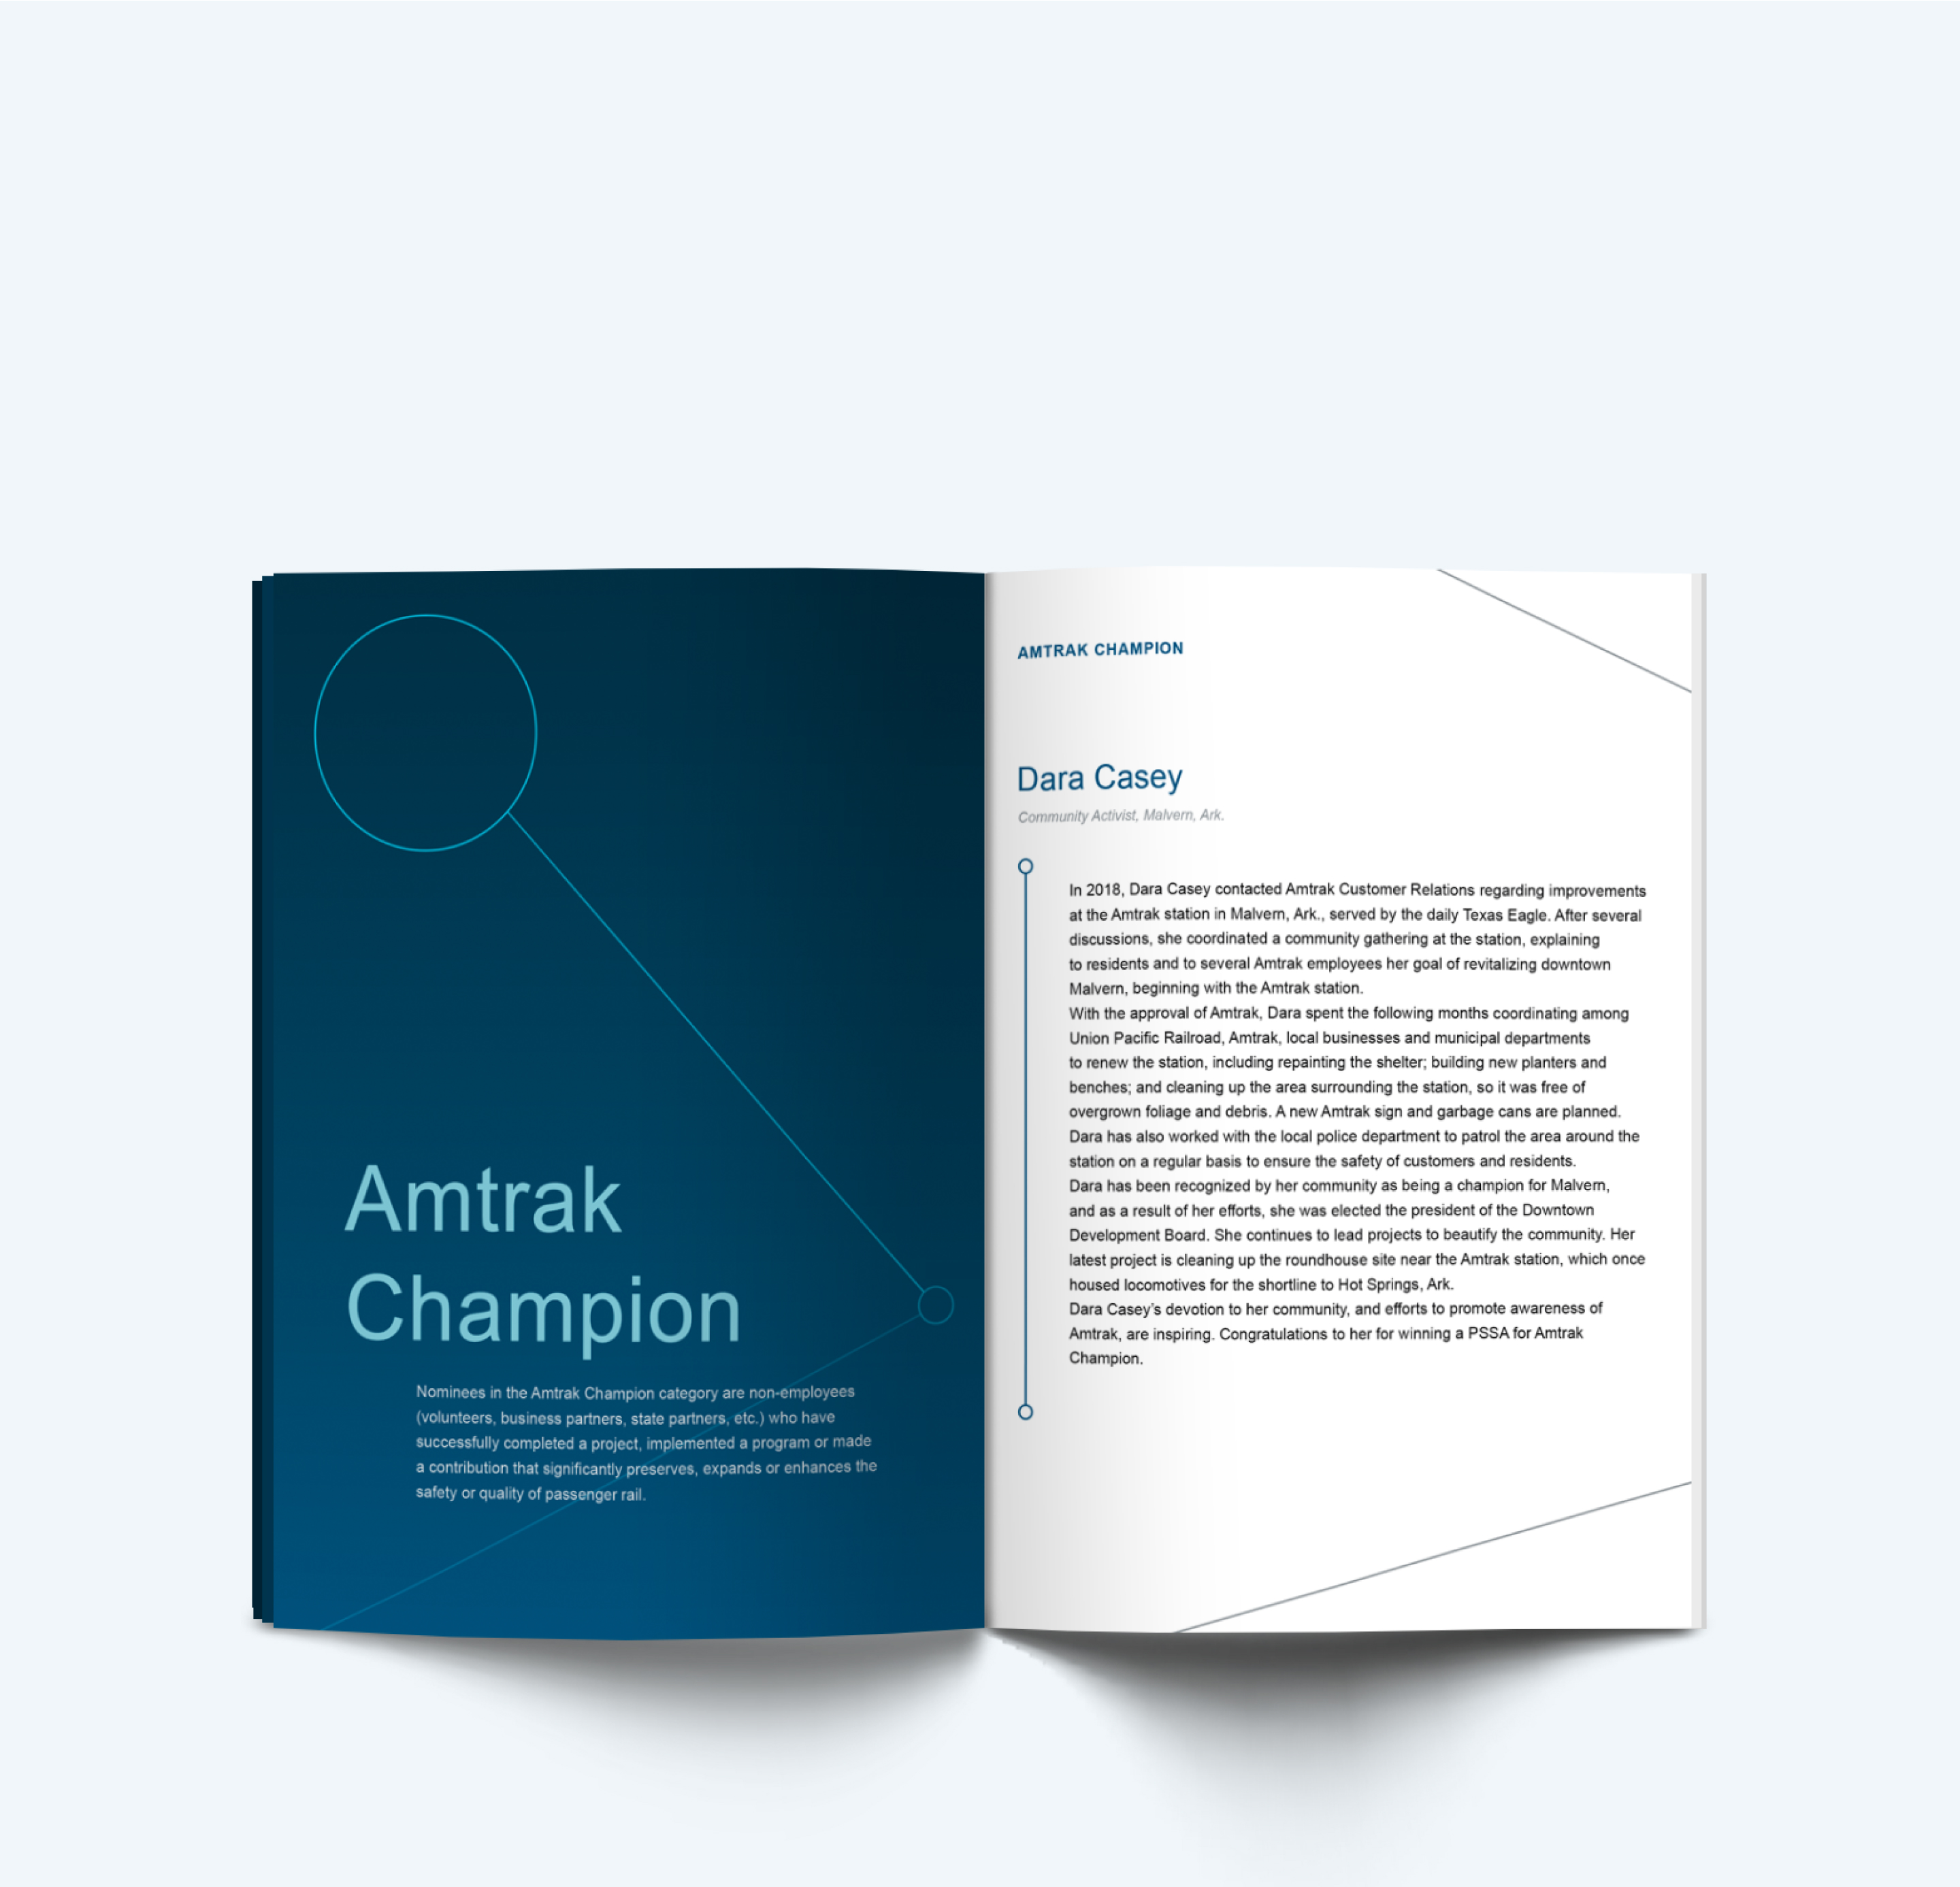 Amtrak
Champion
Nominees in the Amtrak Champion category are non-employees
(volunteers, business partners, state partners, etc.) who have
successfully completed a project, implemented a program or made
a contribution that significantly preserves, expands or enhances the
safety or quality of passenger rail.
AMTRAK CHAMPION
Dara Casey
Community Activist, Malvern, Ark.
In 2018, Dara Casey contacted Amtrak Customer Relations regarding improvements
at the Amtrak station in Malvern, Ark., served by the daily Texas Eagle. After several
discussions, she coordinated a community gathering at the station, explaining
to residents and to several Amtrak employees her goal of revitalizing downtown
Malvern, beginning with the Amtrak station.
With the approval of Amtrak, Dara spent the following months coordinating among
Union Pacific Railroad, Amtrak, local businesses and municipal departments
to renew the station, including repainting the shelter; building new planters and
benches; and cleaning up the area surrounding the station, so it was free of
overgrown foliage and debris. A new Amtrak sign and garbage cans are planned.
Dara has also worked with the local police department to patrol the area around the
station on a regular basis to ensure the safety of customers and residents.
Dara has been recognized by her community as being a champion for Malvern,
and as a result of her efforts, she was elected the president of the Downtown
Development Board. She continues to lead projects to beautify the community. Her
latest project is cleaning up the roundhouse site near the Amtrak station, which once
housed locomotives for the shortline to Hot Springs, Ark.
Dara Casey's devotion to her community, and efforts to promote awareness of
Amtrak, are inspiring. Congratulations to her for winning a PSSA for Amtrak
Champion.